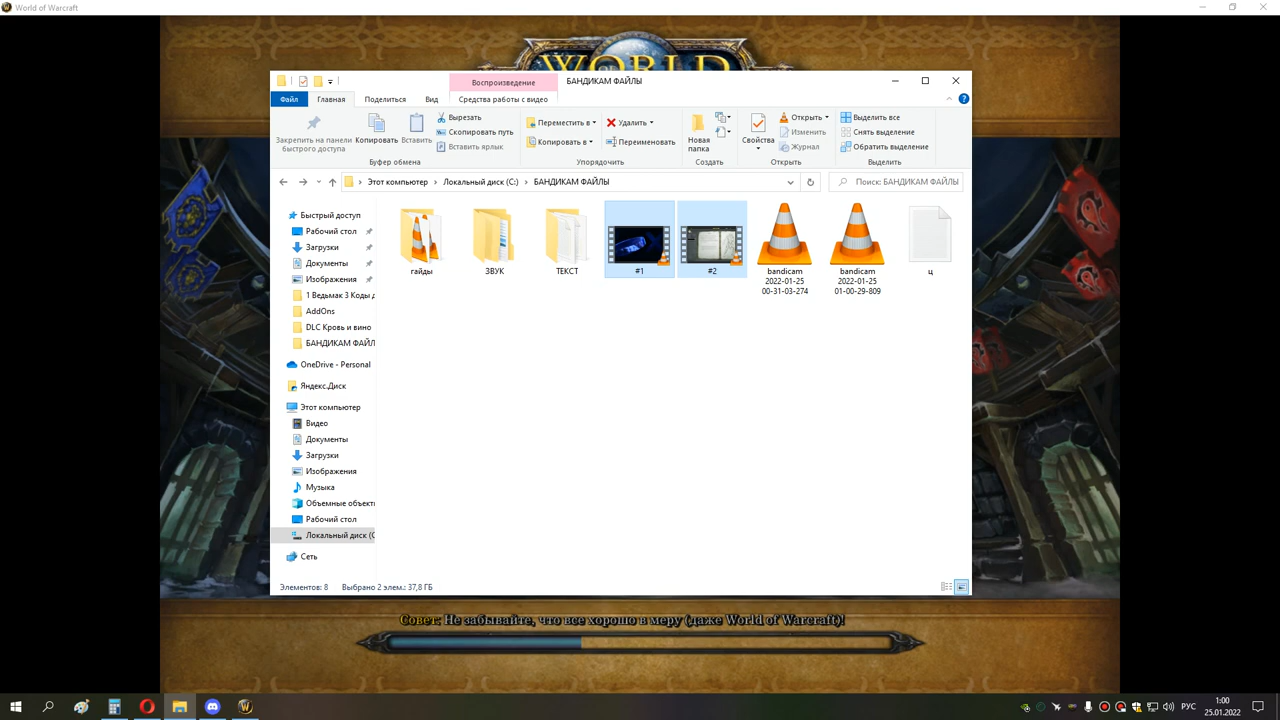 World of Warcraft
WORLD
Воспроизведение
БАНДИКАМ ФАЙЛЫ
Файл
Главная
Поделиться
Вид
Средства работы с видео
Закрепить на панели
быстрого доступа
Копировать
Вставить
Вырезать
Скопировать путь
Вставить ярлык
Буфер обмена
Переместить в
Копировать в
Удалить
Переименовать
Упорядочить
Новая
папка
Создать
Свойства
Открыть
Изменить
Журнал
Открыть
Выделить все
Снять выделение
Обратить выделение
Выделить
Этот компьютер
Локальный диск (C:)
БАНДИКАМ ФАЙЛЫ
Поиск: БАНДИКАМ ФАЙЛЫ
Быстрый доступ
Рабочий стол
Загрузки
Документы
Изображения
1 Ведьмак 3 Коды д
AddOns
DLC Кровь и вино
БАНДИКАМ ФАЙЛ
OneDrive - Personal
Яндекс.Диск
Этот компьютер
Видео
Документы
Загрузки
Изображения
Музыка
Объемные объект
Рабочий стол
Локальный диск (C
Сеть
гайды
ЗВУК
ТЕКСТ
#1
#2
bandicam
2022-01-25
00-31-03-274
bandicam
2022-01-25
01-00-29-809
ц
Элементов: 8
Выбрано 2 элем.: 37,8 ГБ
Совет: Не забывайте, что все хорошо в меру (даже World of Warcraft)!
РУС
1:00
25.01.2022